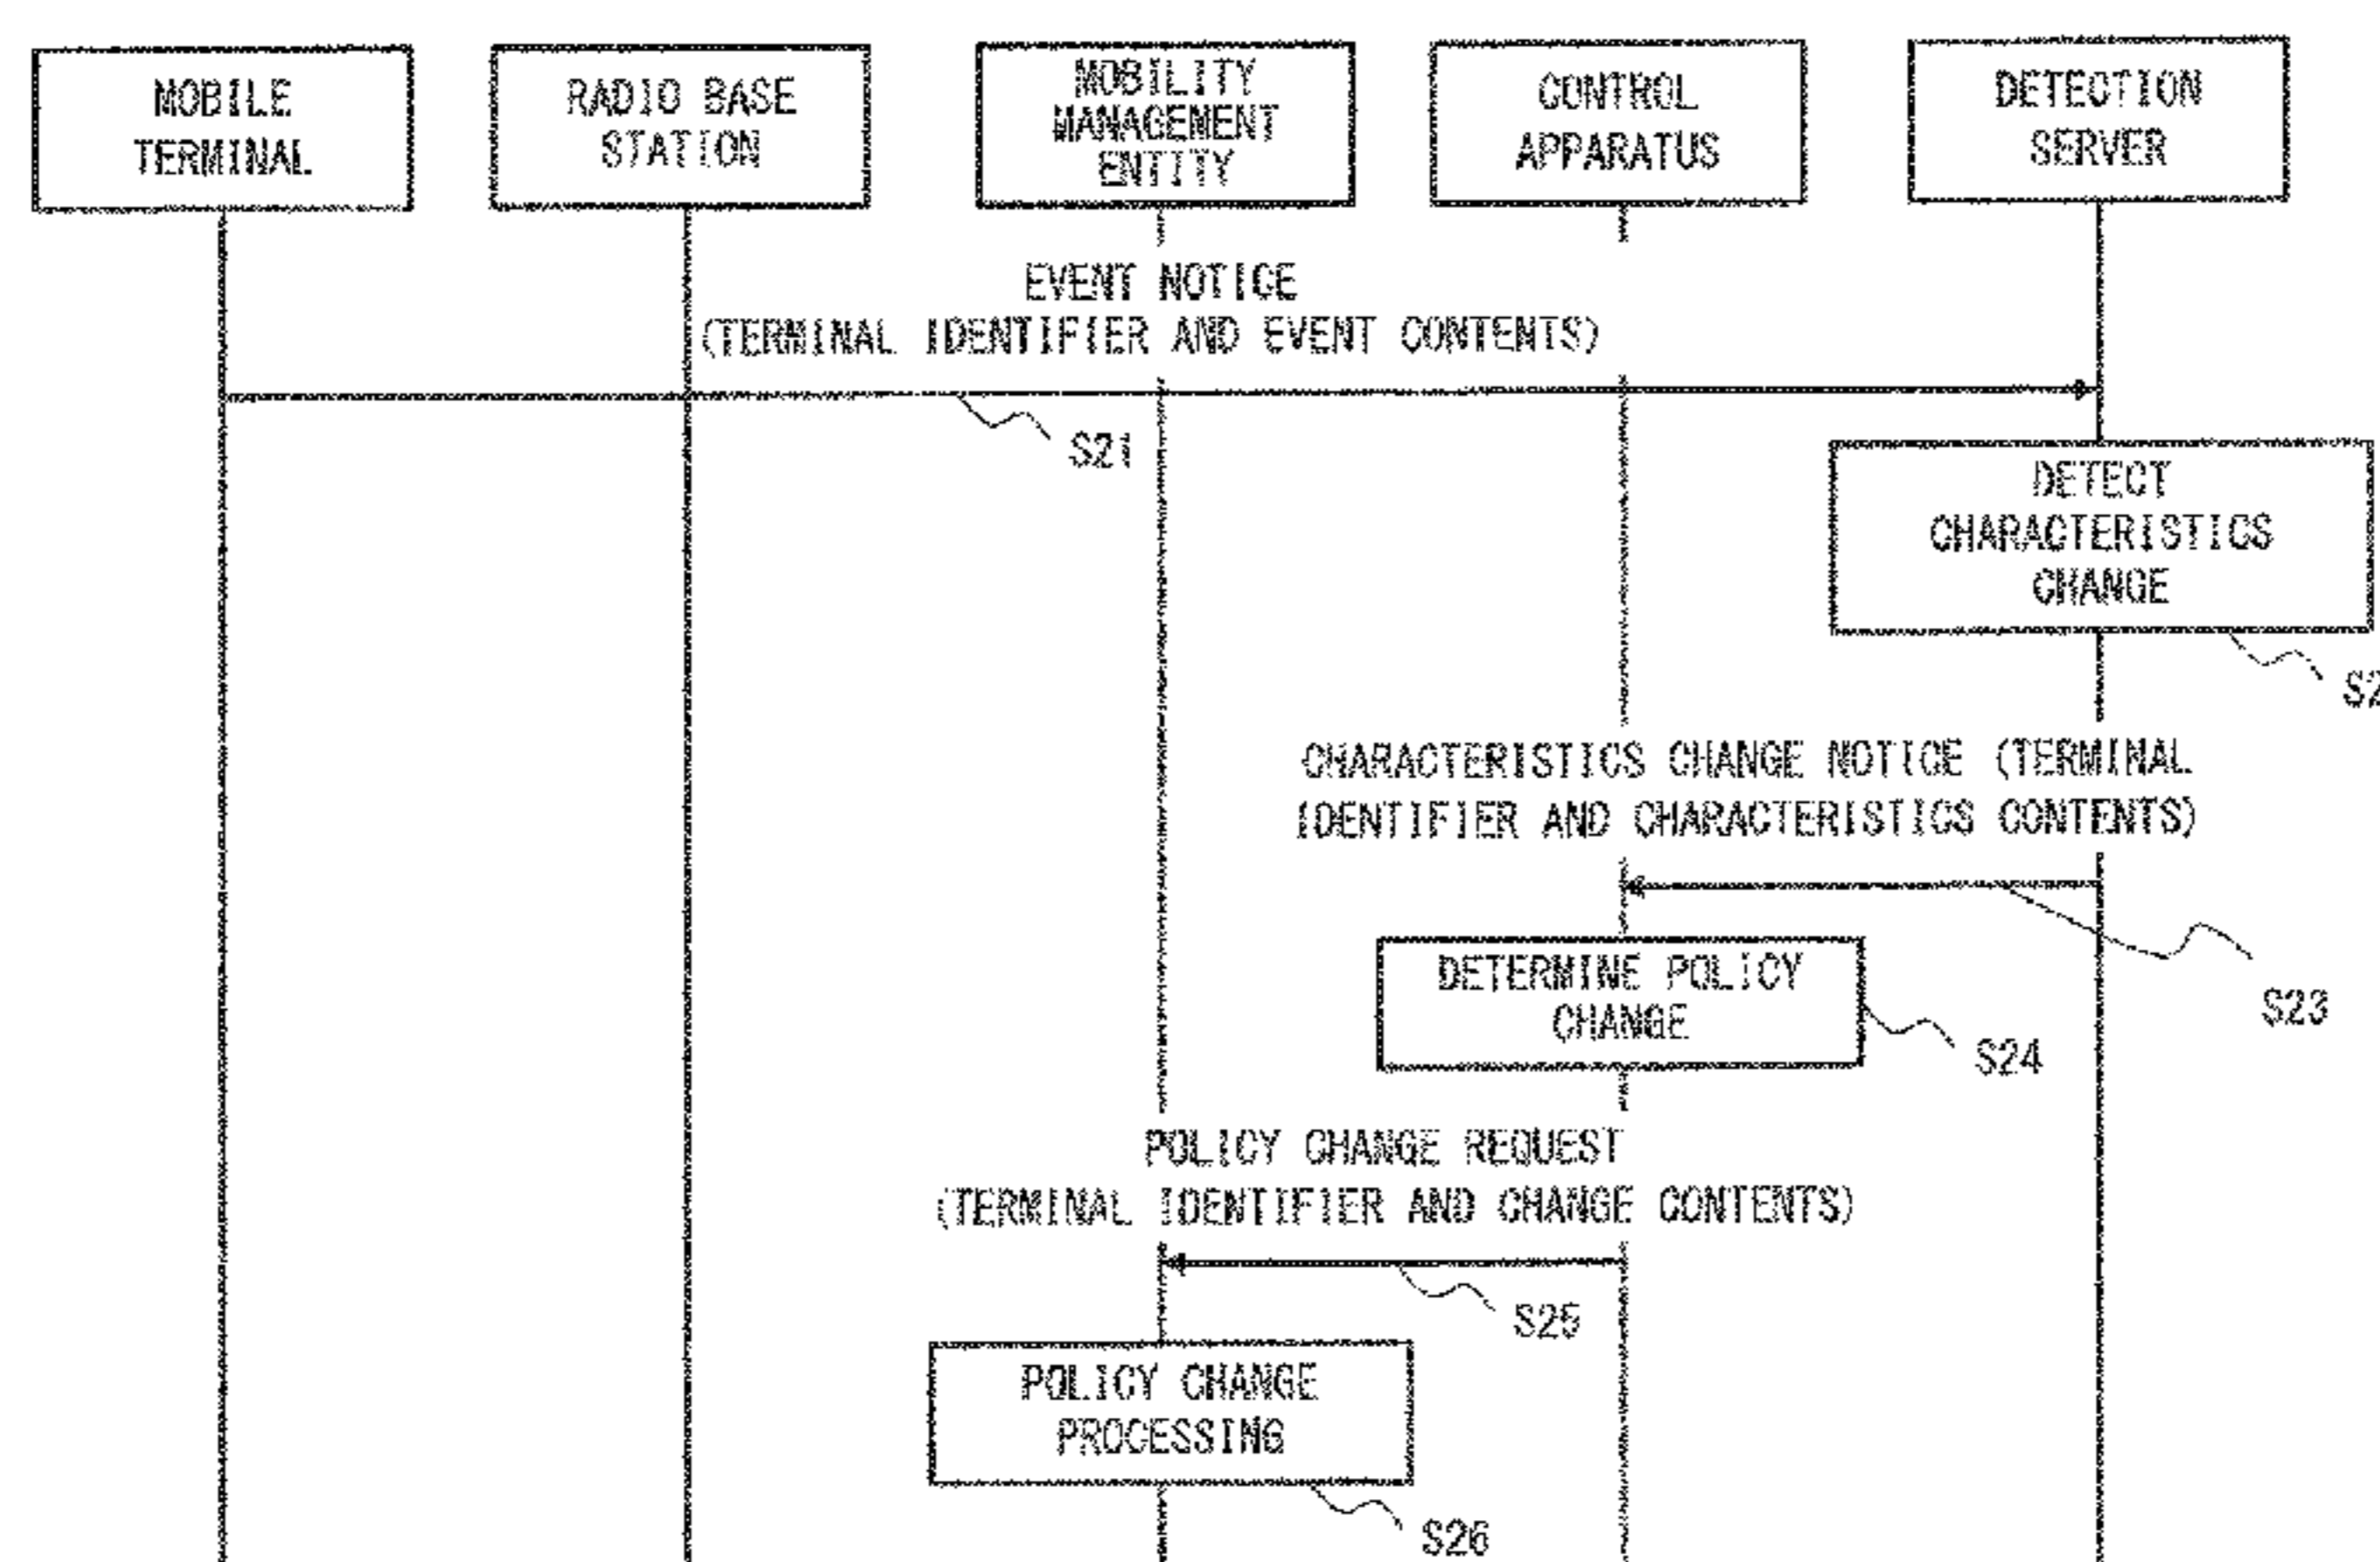 MOBILE
TERMINAL
RADIO BASE
STATION
MOBILITY
MANAGEMENT
ENTITY
CONTROL
APPARATUS
DETECTION
SERVER
EVENT NOTICE
(TERMINAL IDENTIFIER AND EVENT CONTENTS)
S21
DETECT
CHARACTERISTICS
CHANGE
S2
CHARACTERISTICS CHANGE NOTICE (TERMINAL
IDENTIFIER AND CHARACTERISTICS CONTENTS)
S23
DETERMINE POLICY
CHANGE
S24
POLICY CHANGE REQUEST
(TERMINAL IDENTIFIER AND CHANGE CONTENTS)
S25
POLICY CHANGE
PROCESSING
S26